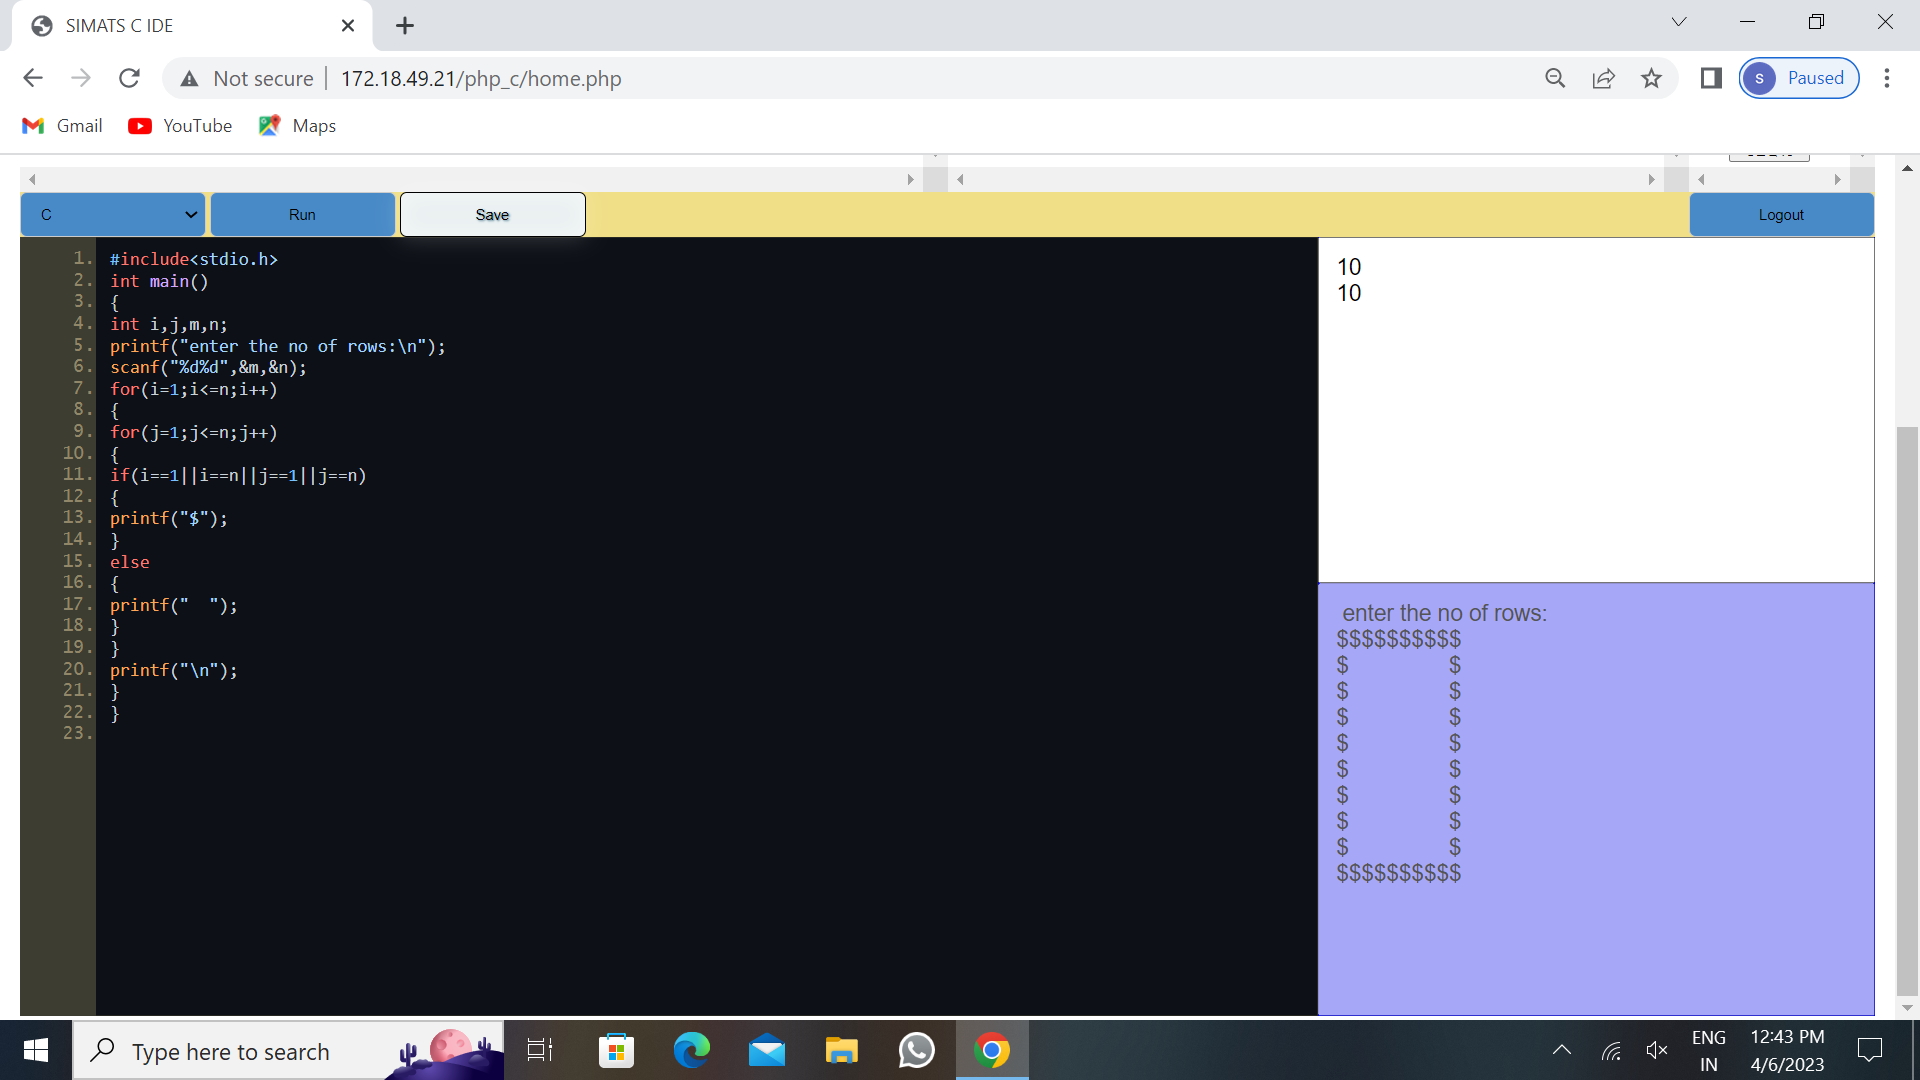 SIMATS C IDE
Not secure
172.18.49.21/php_c/home.php
S
Paused
Gmail
YouTube
Maps
C
Run
Save
Logout
1. #include<stdio.h>
2. int main()
3. {
4. int i,j,m,n;
5. printf("enter the no of rows:\n");
6. scanf("%d%d",&m,&n);
7. for(i=1;i<=n;i++)
8. {
9. for(j=1;j<=n;j++)
10. {
11. if(i==1||i==n||j==1||j==n)
12. {
13. printf("$");
14. }
15. else
16. {
17. printf("  ");
18. }
19. }
20. printf("\n");
21. }
22. }
23.
10
10
enter the no of rows:
$$$$$$$$$$
$                $
$                $
$                $
$                $
$                $
$                $
$                $
$                $
$$$$$$$$$$
Type here to search
ENG
IN
12:43 PM
4/6/2023